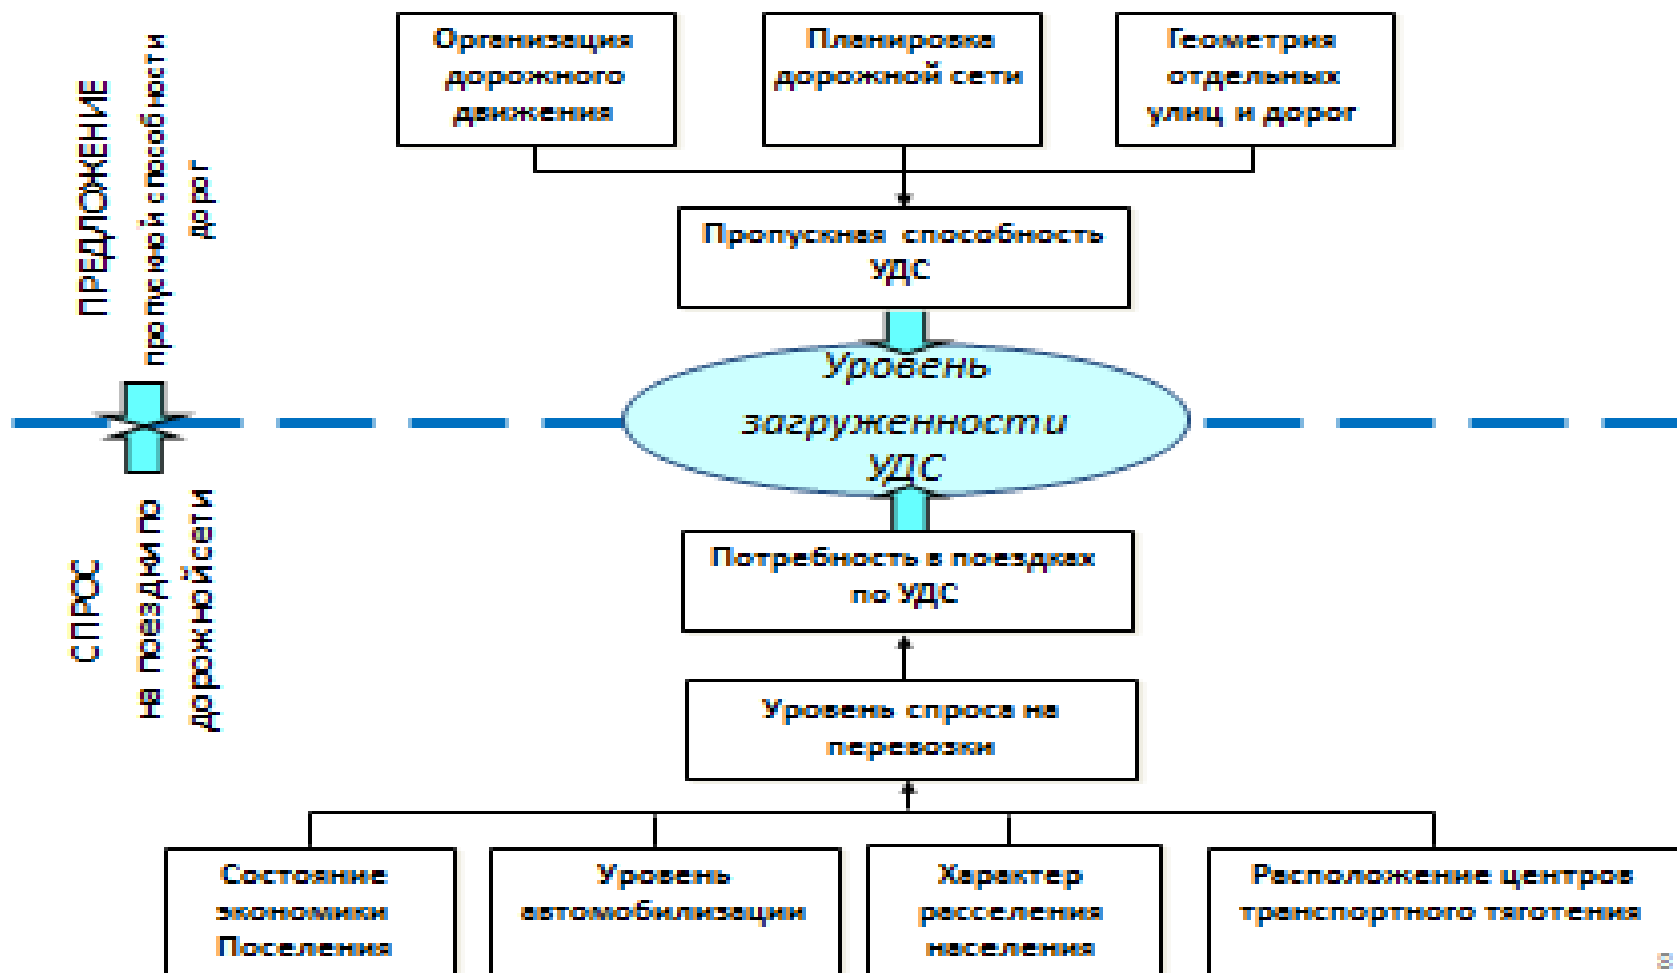 Организация
дорожного
движения
Планировка
дорожной сети
Геометрия
отдельных
улиц и дорог
ПРЕДЛОЖЕНИЕ
пропускной способности
дорог
Пропускная способность
УДС
Уровень
загруженности
УДС
СПРОС
на поездки по
дорожной сети
Потребность в поездках
по УДС
Уровень спроса на
перевозки
Состояние
экономики
Поселения
Уровень
автомобилизации
Характер
расселения
населения
Расположение центров
транспортного тяготения
8